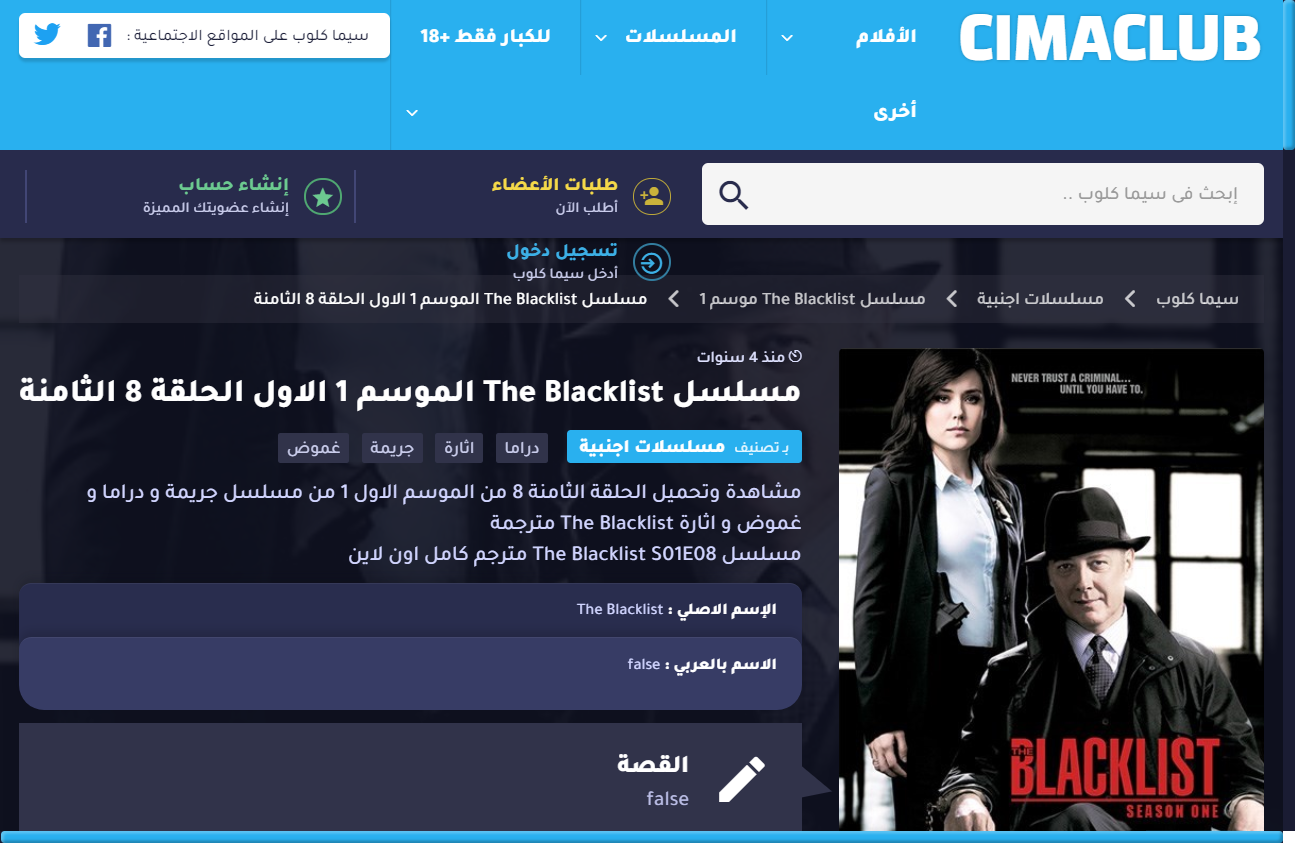 CIMACLUB
الأفلام
المسلسلات
للكبار فقط +18
سيما كلوب على المواقع الاجتماعية :
أخرى
إبحث فى سيما كلوب ..
طلبات الأعضاء
أطلب الآن
إنشاء حساب
إنشاء عضويتك المميزة
تسجيل دخول
أدخل سيما كلوب
سيما كلوب
مسلسلات اجنبية
مسلسل The Blacklist موسم 1
مسلسل The Blacklist الموسم 1 الاول الحلقة 8 الثامنة
منذ 4 سنوات
مسلسل The Blacklist الموسم 1 الاول الحلقة 8 الثامنة
بـ تصنيف مسلسلات اجنبية
دراما
اثارة
جريمة
غموض
مشاهدة وتحميل الحلقة الثامنة 8 من الموسم الاول 1 من مسلسل جريمة و دراما و
غموض و اثارة The Blacklist مترجمة
مسلسل The Blacklist S01E08 مترجم كامل اون لاين
الإسم الاصلي : The Blacklist
الاسم بالعربي : false
القصة
false
NEVER TRUST A CRIMINAL...
UNTIL YOU HAVE TO.
THE
BLACKLIST
SEASON ONE